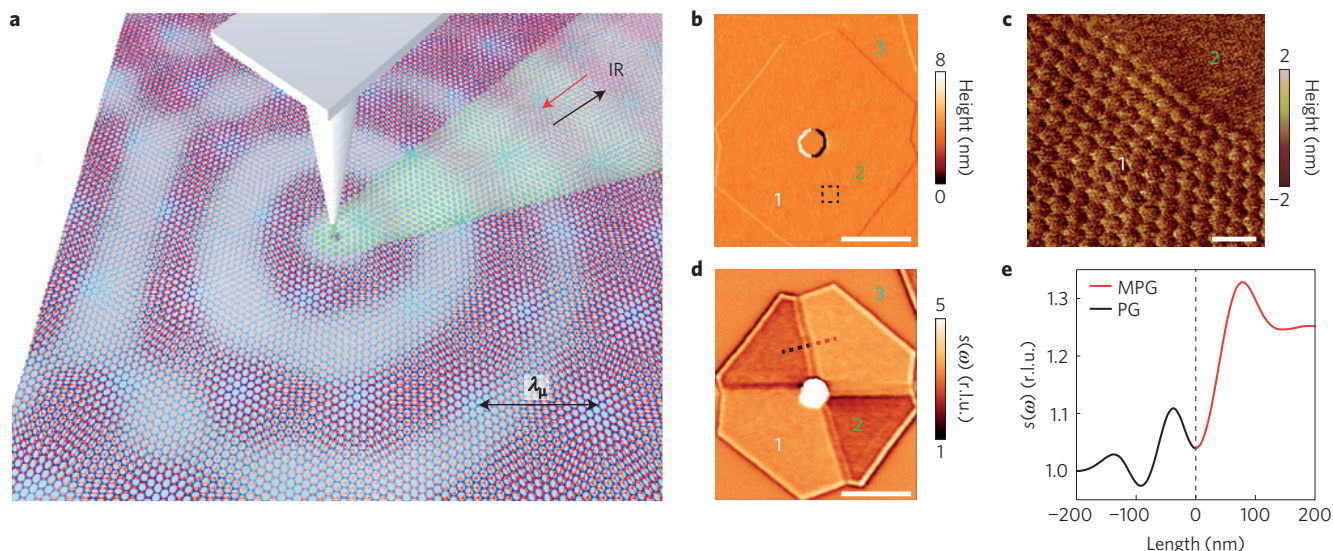 a
IR
λμ
b
3
2
1
8
Height (nm)
0
c
2
1
2
Height (nm)
−2
d
3
2
1
5
s(ω) (r.l.u.)
1
e
MPG
PG
s(ω) (r.l.u.)
1.3
1.2
1.1
1.0
−200 −100 0 100 200
Length (nm)